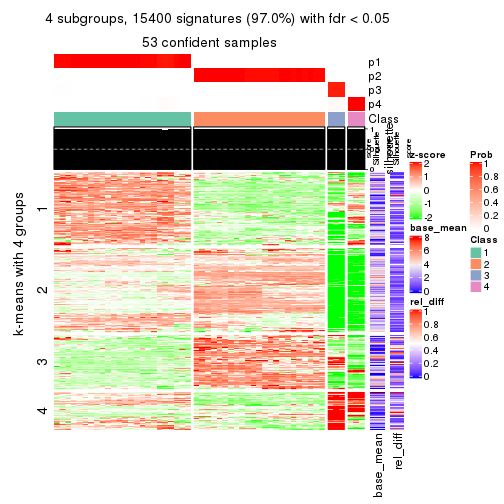 4 subgroups, 15400 signatures (97.0%) with fdr < 0.05
53 confident samples
p1
p2
p3
p4
Class
1
0
silhouette
z-score
2
1
0
-1
-2
Prob
1
0.8
0.6
0.4
0.2
0
base_mean
8
6
4
2
0
Class
1
2
3
4
rel_diff
1
0.8
0.6
0.4
0.2
0
k-means with 4 groups
1
2
3
4
base_mean
rel_diff